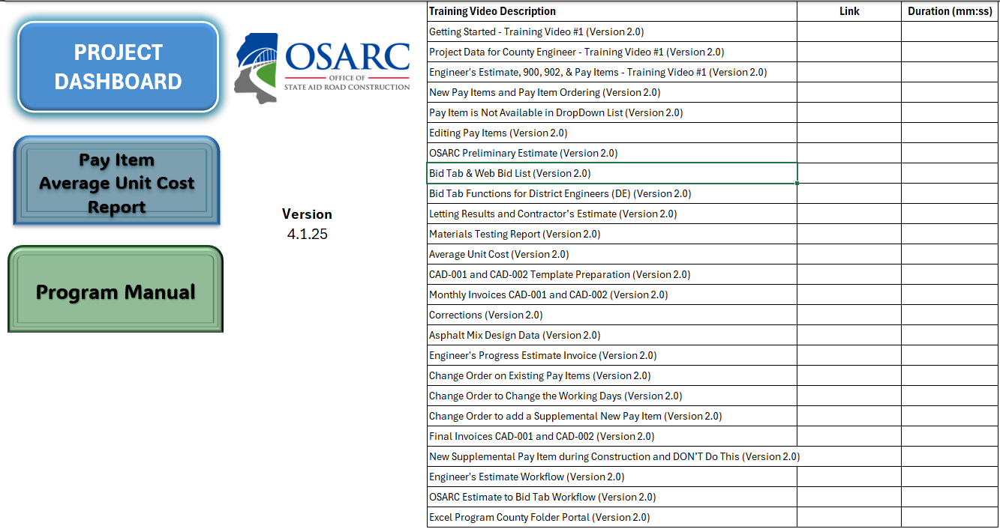 PROJECT
DASHBOARD
OSARC
OFFICE OF
STATE AID ROAD CONSTRUCTION
Pay Item
Average Unit Cost
Report
Version
4.1.25
Program Manual
Training Video Description Link Duration (mm:ss)
Getting Started - Training Video #1 (Version 2.0)
Project Data for County Engineer - Training Video #1 (Version 2.0)
Engineer's Estimate, 900, 902, & Pay Items - Training Video #1 (Version 2.0)
New Pay Items and Pay Item Ordering (Version 2.0)
Pay Item is Not Available in DropDown List (Version 2.0)
Editing Pay Items (Version 2.0)
OSARC Preliminary Estimate (Version 2.0)
Bid Tab & Web Bid List (Version 2.0)
Bid Tab Functions for District Engineers (DE) (Version 2.0)
Letting Results and Contractor's Estimate (Version 2.0)
Materials Testing Report (Version 2.0)
Average Unit Cost (Version 2.0)
CAD-001 and CAD-002 Template Preparation (Version 2.0)
Monthly Invoices CAD-001 and CAD-002 (Version 2.0)
Corrections (Version 2.0)
Asphalt Mix Design Data (Version 2.0)
Engineer's Progress Estimate Invoice (Version 2.0)
Change Order on Existing Pay Items (Version 2.0)
Change Order to Change the Working Days (Version 2.0)
Change Order to add a Supplemental New Pay Item (Version 2.0)
Final Invoices CAD-001 and CAD-002 (Version 2.0)
New Supplemental Pay Item during Construction and DON'T Do This (Version 2.0)
Engineer's Estimate Workflow (Version 2.0)
OSARC Estimate to Bid Tab Workflow (Version 2.0)
Excel Program County Folder Portal (Version 2.0)